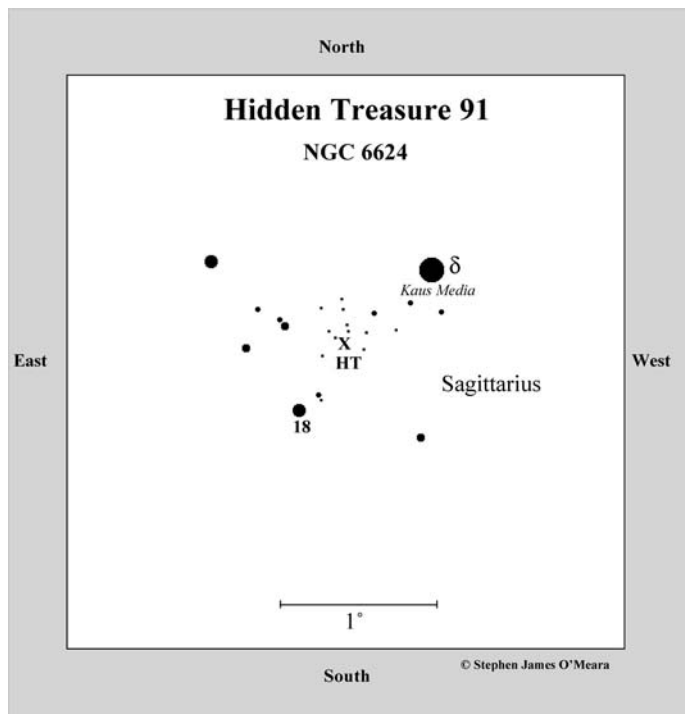 North
Hidden Treasure 91
NGC 6624
δ
Kaus Media
East
X
HT
West
Sagittarius
18
1°
South
© Stephen James O'Meara